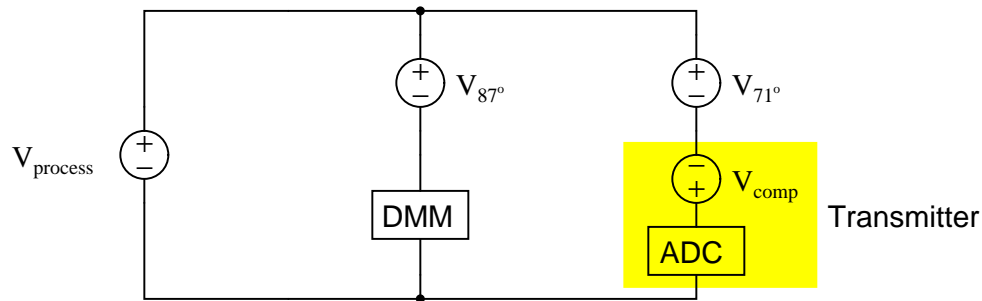 V87°
V71°
Vprocess
Vcomp
DMM
Transmitter
ADC